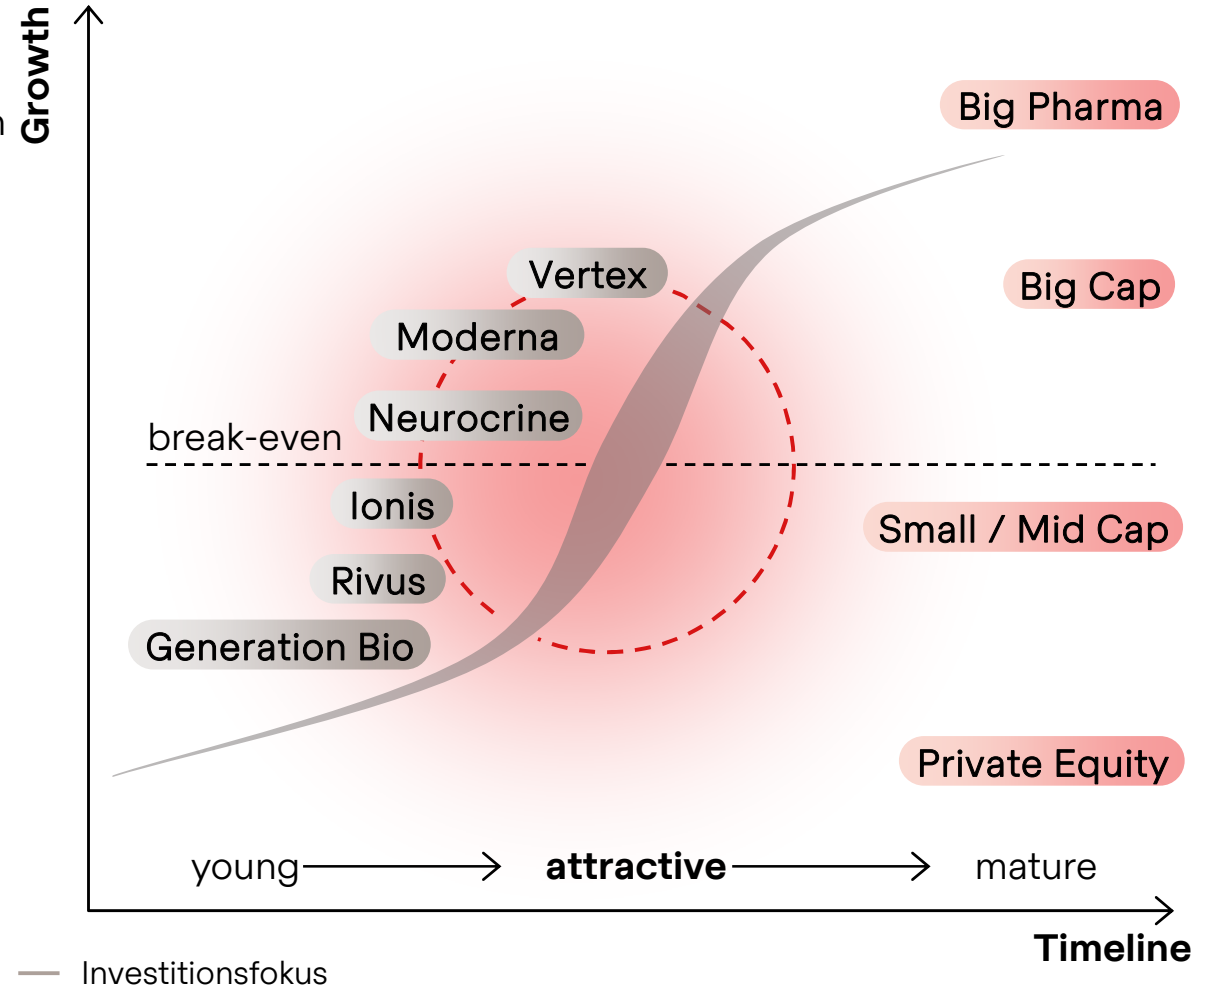 Growth
Big Pharma
Vertex
Big Cap
Moderna
Neurocrine
break-even
Ionis
Small / Mid Cap
Rivus
Generation Bio
Private Equity
young
attractive
mature
Timeline
Investitionsfokus